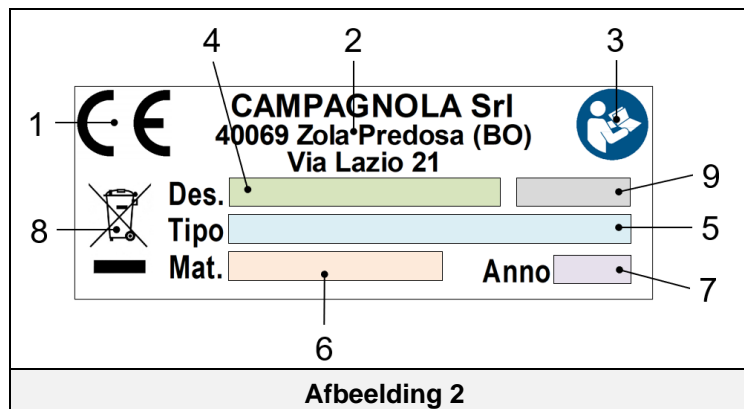 4 2 3
CE CAMPAGNOLA Srl
1 40069 Zola Predosa (BO)
Via Lazio 21
Des. 9
8 Tipo 5
Mat. Anno 7
6
Afbeelding 2